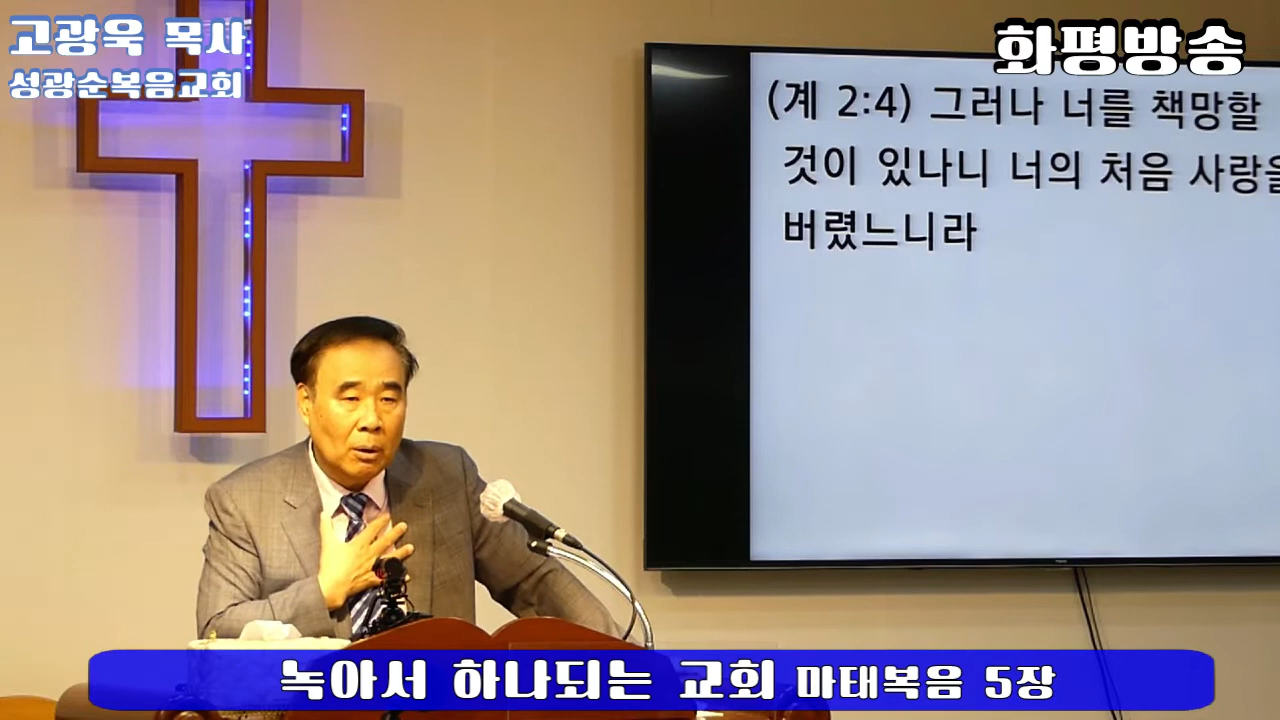 고광욱 목사
성광순복음교회
화평방송
(계 2:4) 그러나 너를 책망할
것이 있나니 너의 처음 사랑을
버렸느니라
녹아서 하나되는 교회 마태복음 5장